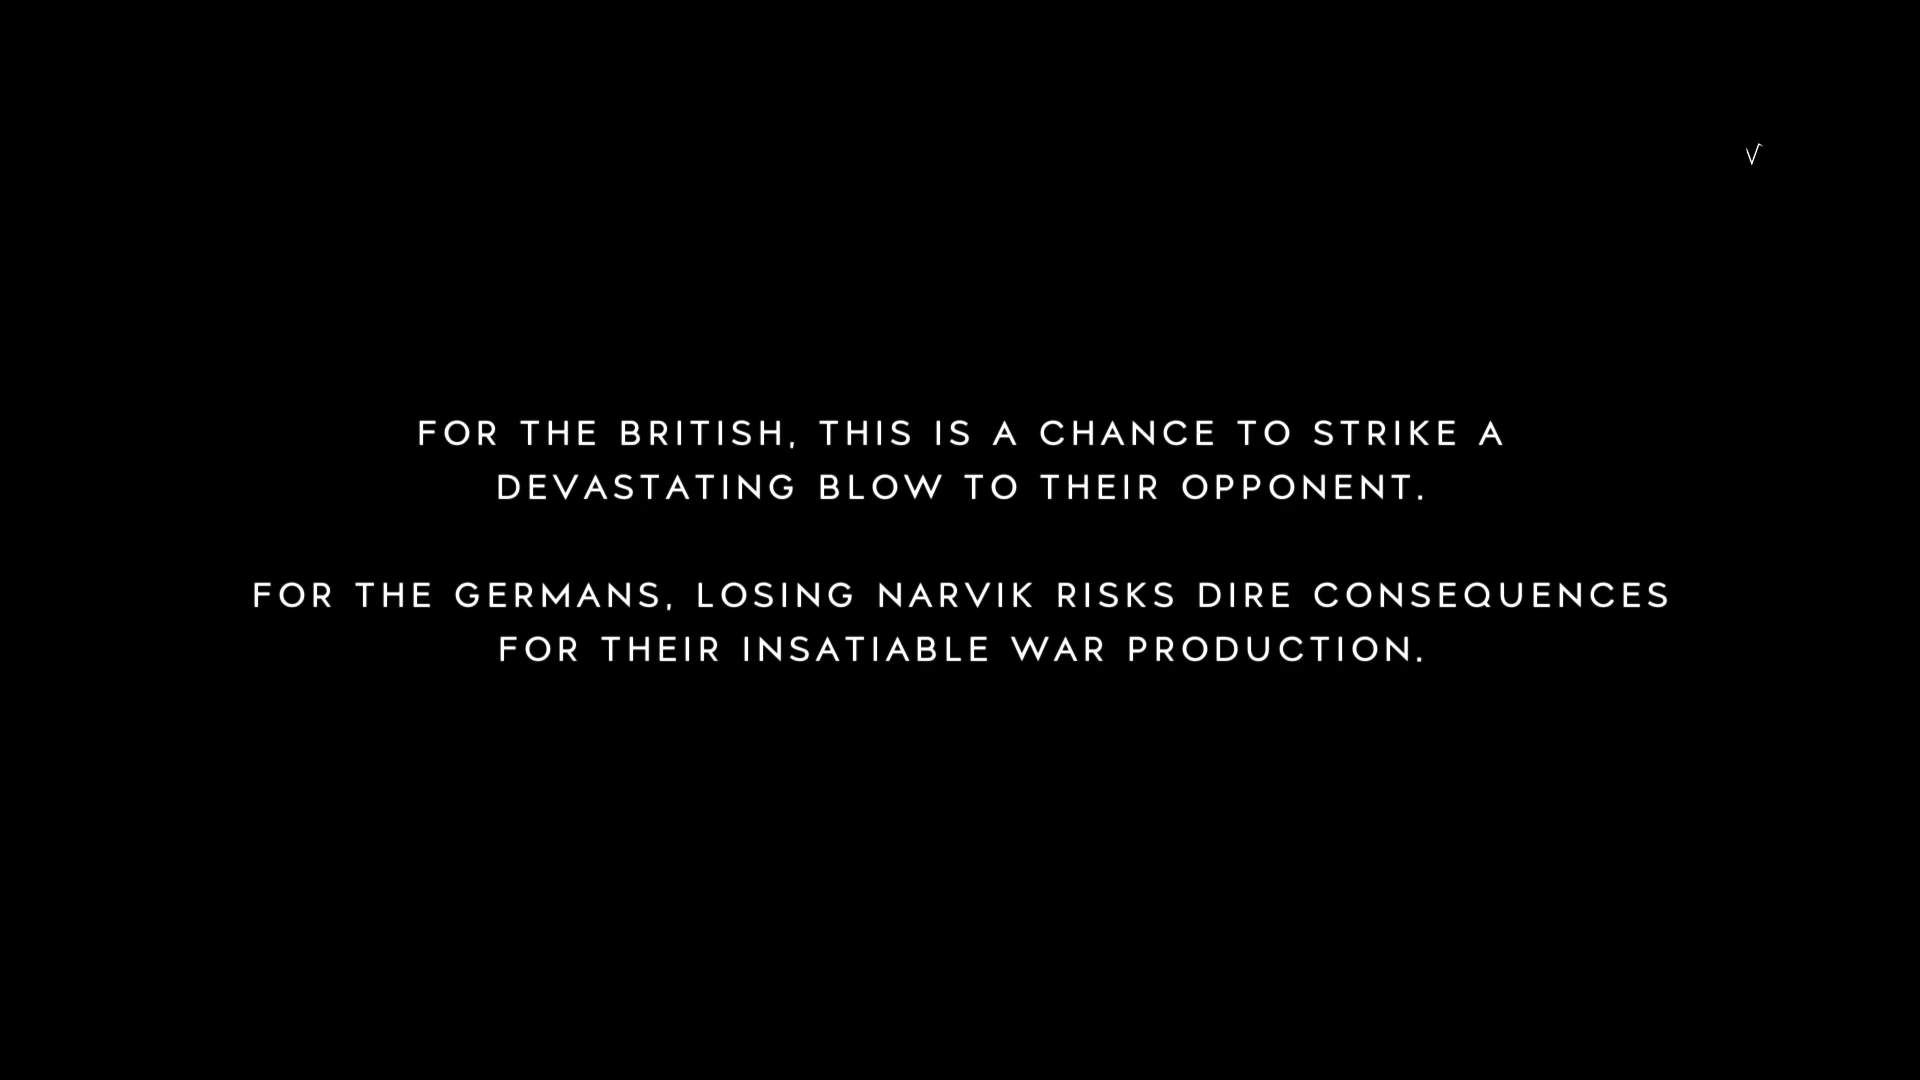 FOR THE BRITISH, THIS IS A CHANCE TO STRIKE A
DEVASTATING BLOW TO THEIR OPPONENT.
FOR THE GERMANS, LOSING NARVIK RISKS DIRE CONSEQUENCES
FOR THEIR INSATIABLE WAR PRODUCTION.